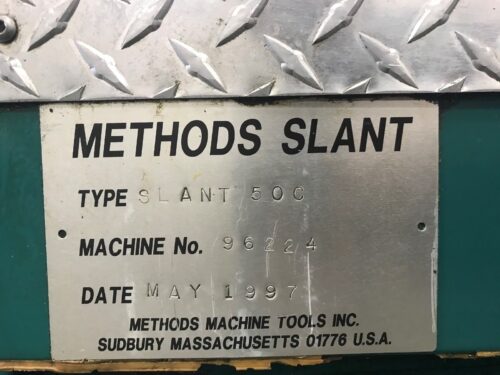 METHODS SLANT
TYPE SLANT 50C
MACHINE No. 96224
DATE MAY 1997
METHODS MACHINE TOOLS INC.
SUDBURY MASSACHUSETTS 01776 U.S.A.